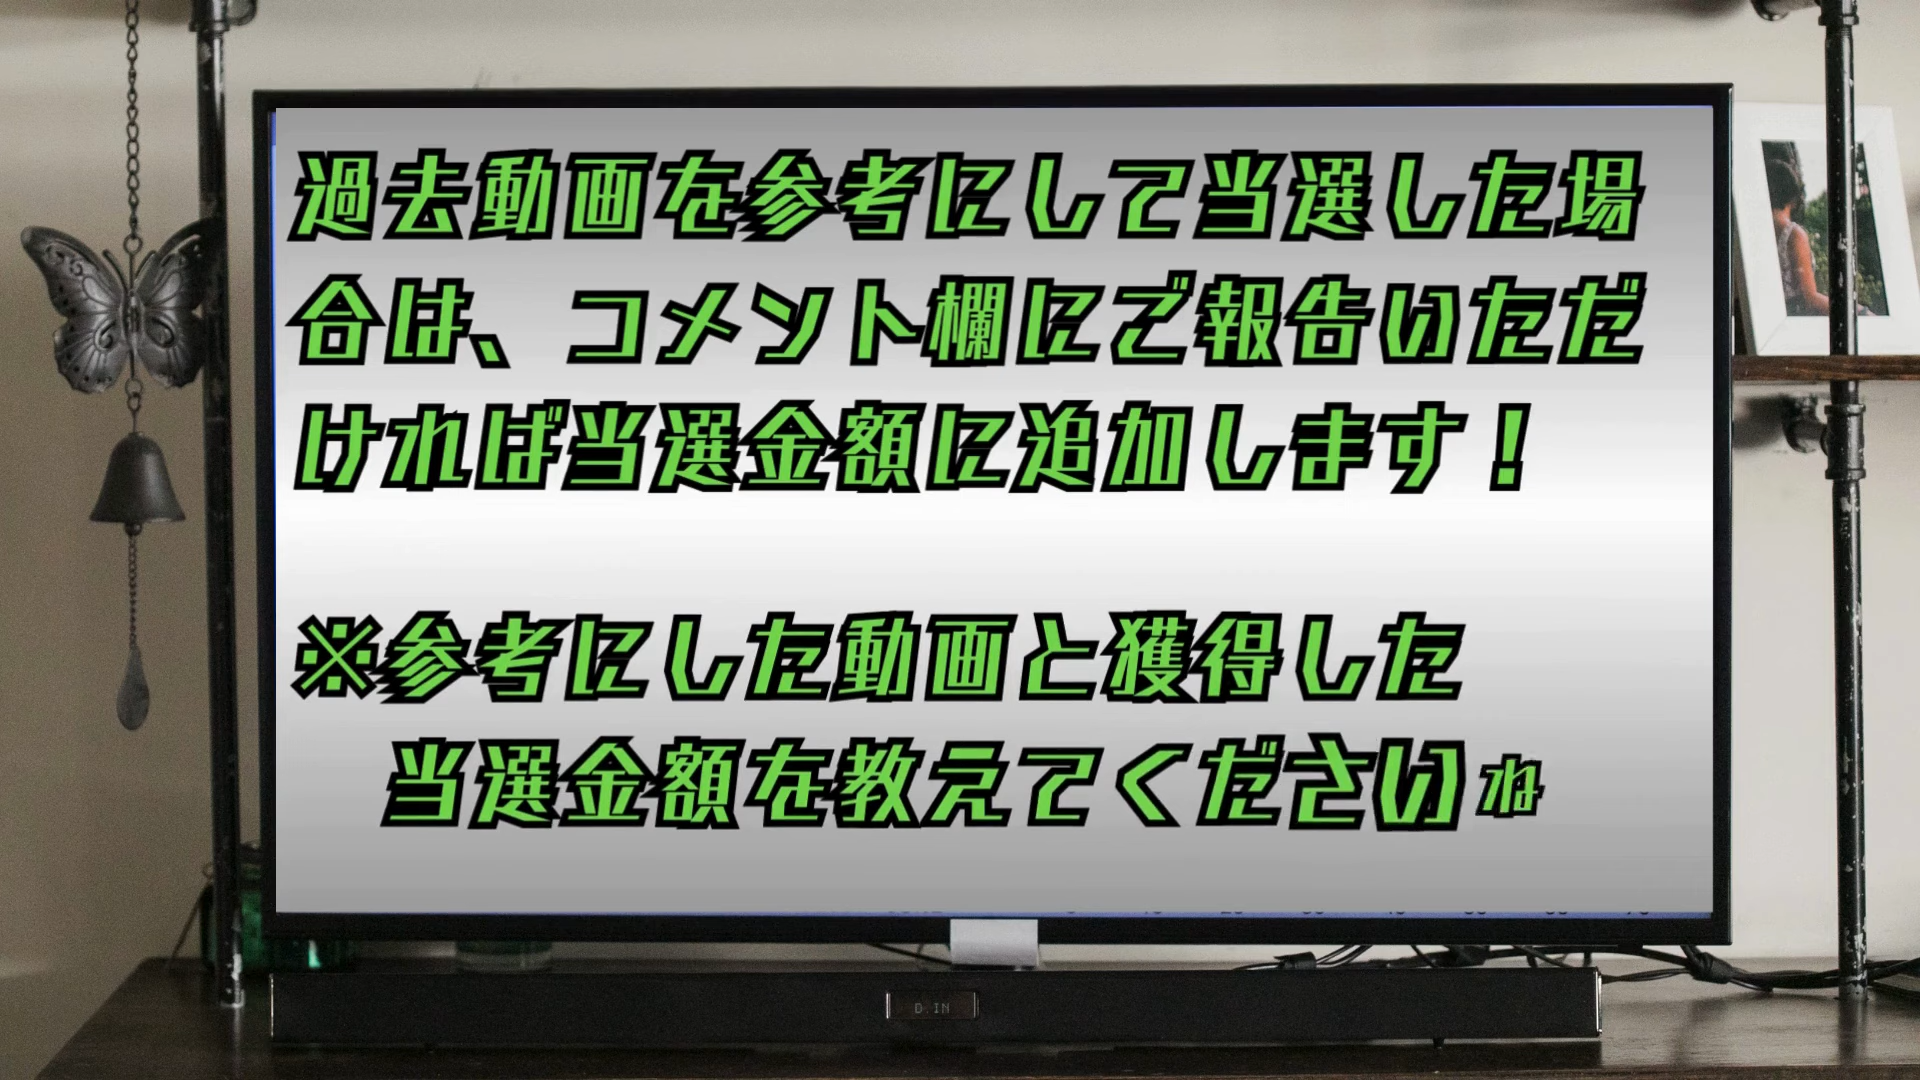 過去動画を参考にして当選した場
合は、コメント欄にご報告いただ
ければ当選金額に追加します！
※参考にした動画と獲得した
当選金額を教えてくださいね
D.IN